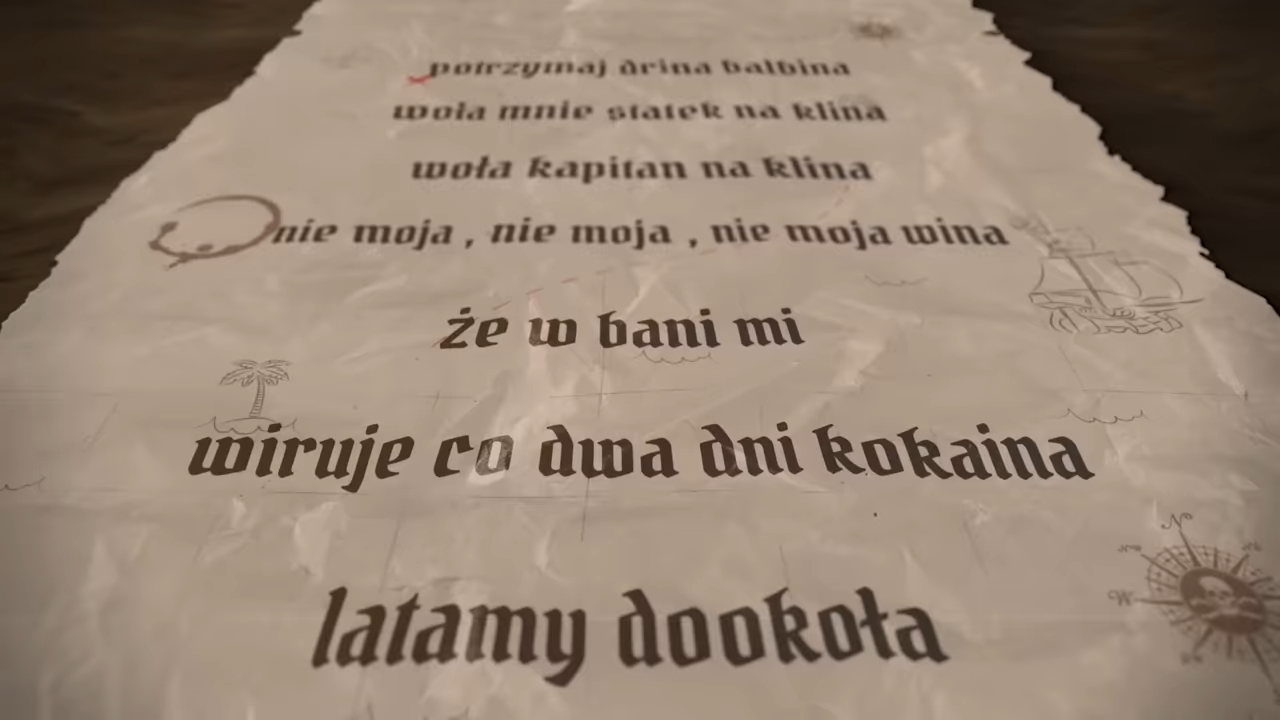 potrzymaj drina balbina
woła mnie statek na klina
woła kapitan na klina
nie moja , nie moja , nie moja wina
że w bani mi
wiruje co dwa dni kokaina
latamy dookoła
N
W